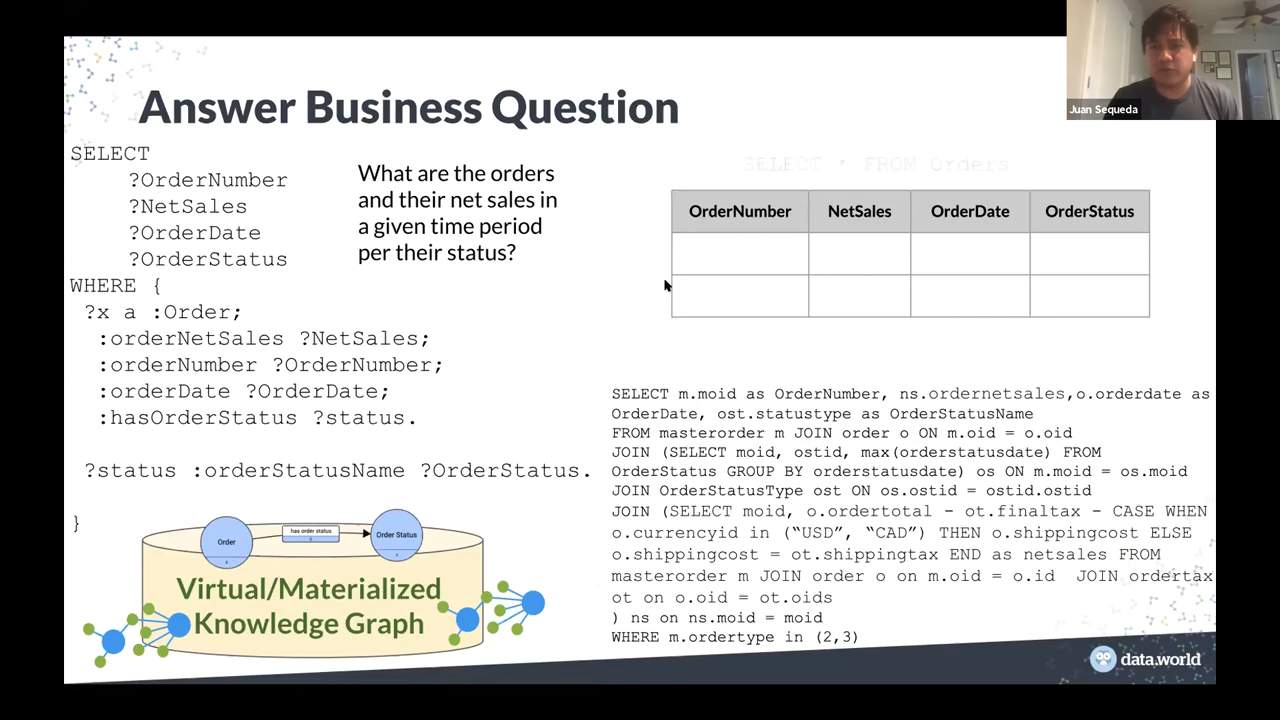 Juan Sequeda
Answer Business Question
SELECT
?OrderNumber
?NetSales
?OrderDate
?OrderStatus
WHERE {
?x a :Order;
:orderNetSales ?NetSales;
:orderNumber ?OrderNumber;
:orderDate ?OrderDate;
:hasOrderStatus ?status.
?status :orderStatusName ?OrderStatus.
}
What are the orders
and their net sales in
a given time period
per their status?
SELECT * FROM Orders
OrderNumber NetSales OrderDate OrderStatus
SELECT m.moid as OrderNumber, ns.ordernetsales,o.orderdate as
OrderDate, ost.statustype as OrderStatusName
FROM masterorder m JOIN order o ON m.oid = o.oid
JOIN (SELECT moid, ostid, max(orderstatusdate) FROM
OrderStatus GROUP BY orderstatusdate) os ON m.moid = os.moid
JOIN OrderStatusType ost ON os.ostid = ostid.ostid
JOIN (SELECT moid, o.ordertotal - ot.finaltax - CASE WHEN
o.currencyid in (“USD”, “CAD”) THEN o.shippingcost ELSE
o.shippingcost = ot.shippingtax END as netsales FROM
masterorder m JOIN order o on m.oid = o.id JOIN ordertax
ot on o.oid = ot.oids
) ns on ns.moid = moid
WHERE m.ordertype in (2,3)
Order has order status Order Status
Virtual/Materialized
Knowledge Graph
data.world